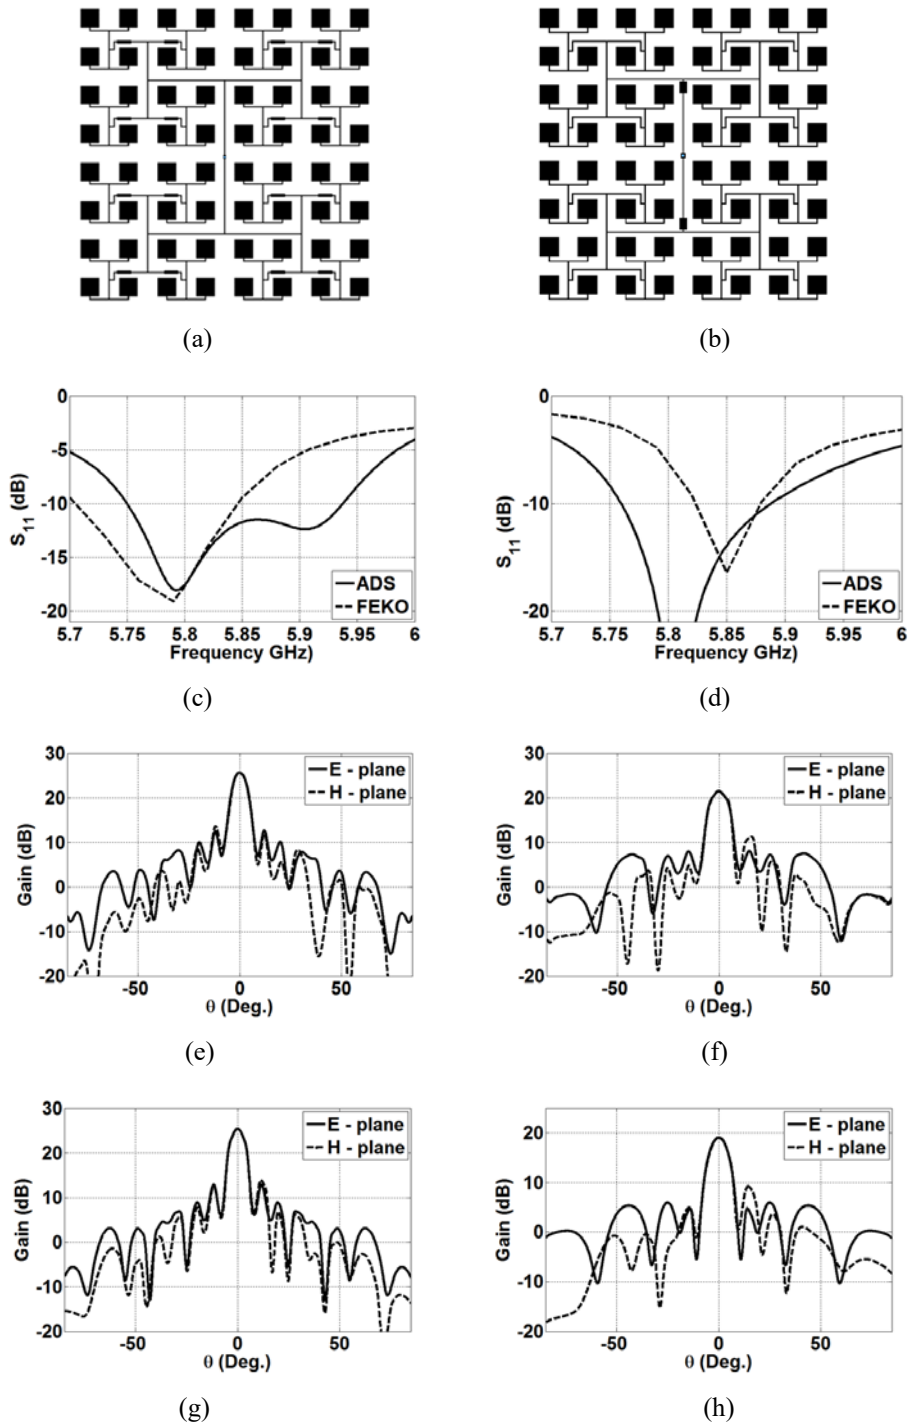 (a)
(b)
0
-5
-10
-15
-20
S11 (dB)
ADS
FEKO
5.7
5.75
5.8
5.85
5.9
5.95
6
Frequency GHz)
(c)
0
-5
-10
-15
-20
S11 (dB)
ADS
FEKO
5.7
5.75
5.8
5.85
5.9
5.95
6
Frequency GHz)
(d)
30
20
10
0
-10
-20
Gain (dB)
E - plane
H - plane
-50
0
50
θ (Deg.)
(e)
30
20
10
0
-10
-20
Gain (dB)
E - plane
H - plane
-50
0
50
θ (Deg.)
(f)
30
20
10
0
-10
-20
Gain (dB)
E - plane
H - plane
-50
0
50
θ (Deg.)
(g)
20
10
0
-10
-20
Gain (dB)
E - plane
H - plane
-50
0
50
θ (Deg.)
(h)